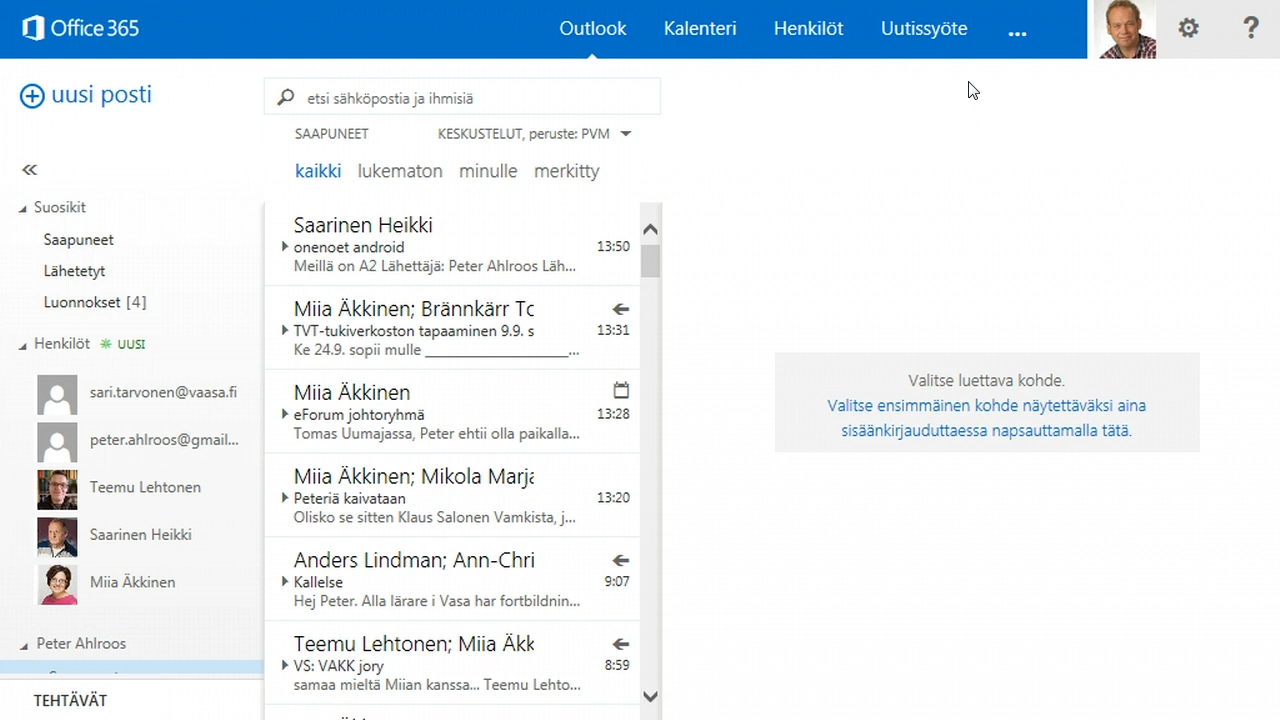 Office 365
Outlook Kalenteri Henkilöt Uutissyöte ... ?
uusi posti
etsi sähköpostia ja ihmisiä
SAAPUNEET KESKUSTELUT, peruste: PVM
kaikki lukematon minulle merkitty
Suosikit
Saapuneet
Lähetetyt
Luonnokset [4]
Henkilöt UUSI
sari.tarvonen@vaasa.fi
peter.ahlroos@gmail...
Teemu Lehtonen
Saarinen Heikki
Miia Äkkinen
Peter Ahlroos
TEHTÄVÄT
Saarinen Heikki
onenoet android 13:50
Meillä on A2 Lähettäjä: Peter Ahlroos Läh...
Miia Äkkinen; Brännkärr To
TVT-tukiverkoston tapaaminen 9.9. s 13:31
Ke 24.9. sopii mulle ____________________...
Miia Äkkinen
eForum johtoryhmä 13:28
Tomas Uumajassa, Peter ehtii olla paikalla...
Miia Äkkinen; Mikola Marja
Peteriä kaivataan 13:20
Olisko se sitten Klaus Salonen Vamkista, j...
Anders Lindman; Ann-Chri
Kallelse 9:07
Hej Peter. Alla lärare i Vasa har fortbildnin...
Teemu Lehtonen; Miia Äkk
VS: VAKK jory 8:59
samaa mieltä Miian kanssa... Teemu Lehto...
Valitse luettava kohde.
Valitse ensimmäinen kohde näytettäväksi aina
sisäänkirjauduttaessa napsauttamalla tätä.